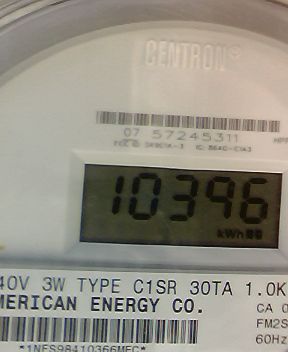 CENTRON®
07 57245311
10396
kWh
40V 3W TYPE C1SR 30TA 1.0K
MERICAN ENERGY CO.
CA 0
FM2S
60Hz
*1NFS98410366MEC*